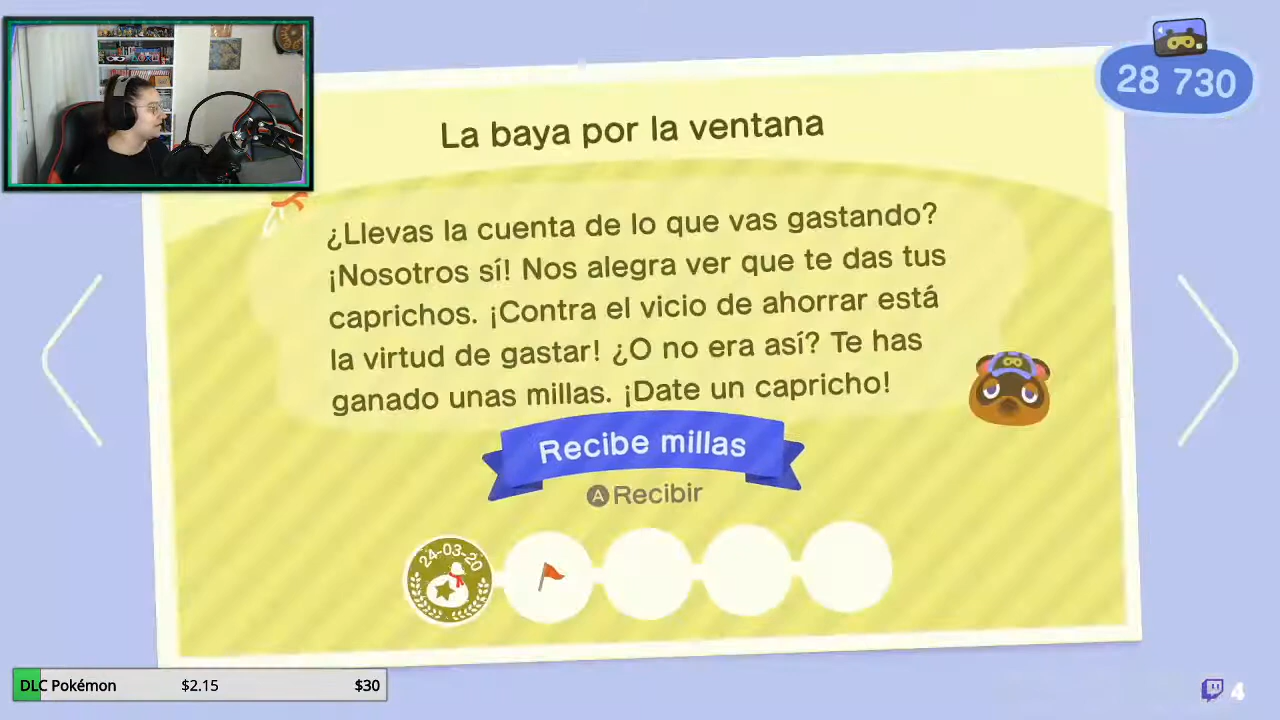 28 730
La baya por la ventana
¿Llevas la cuenta de lo que vas gastando?
¡Nosotros sí! Nos alegra ver que te das tus
caprichos. ¡Contra el vicio de ahorrar está
la virtud de gastar! ¿O no era así? Te has
ganado unas millas. ¡Date un capricho!
Recibe millas
A Recibir
24-03-20
DLC Pokémon $2.15 $30
4